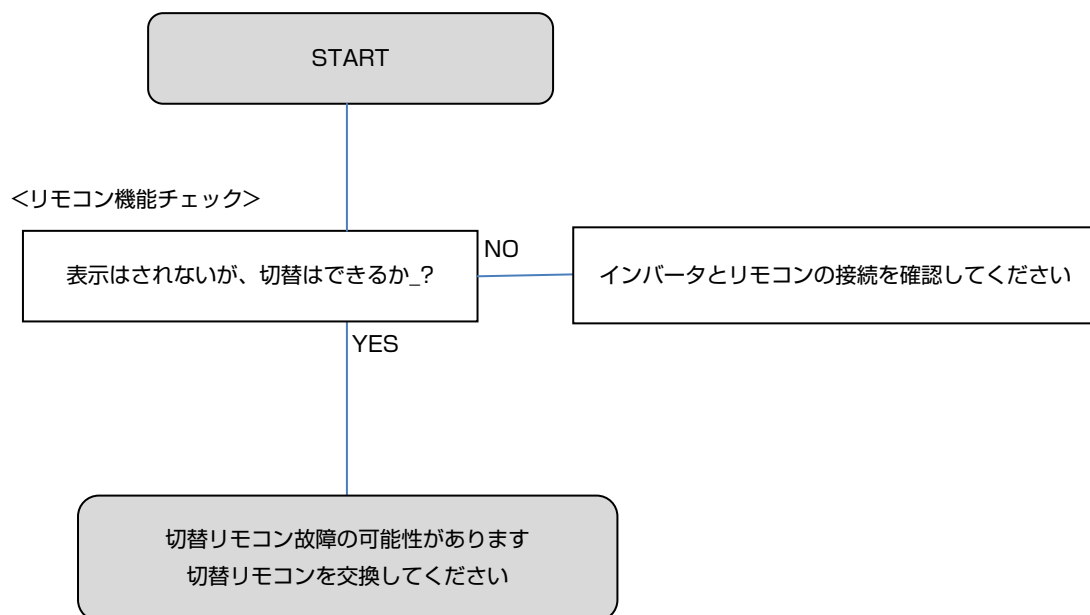 START
＜リモコン機能チェック＞
表示はされないが、切替はできるか_?
NO
インバータとリモコンの接続を確認してください
YES
切替リモコン故障の可能性があります
切替リモコンを交換してください